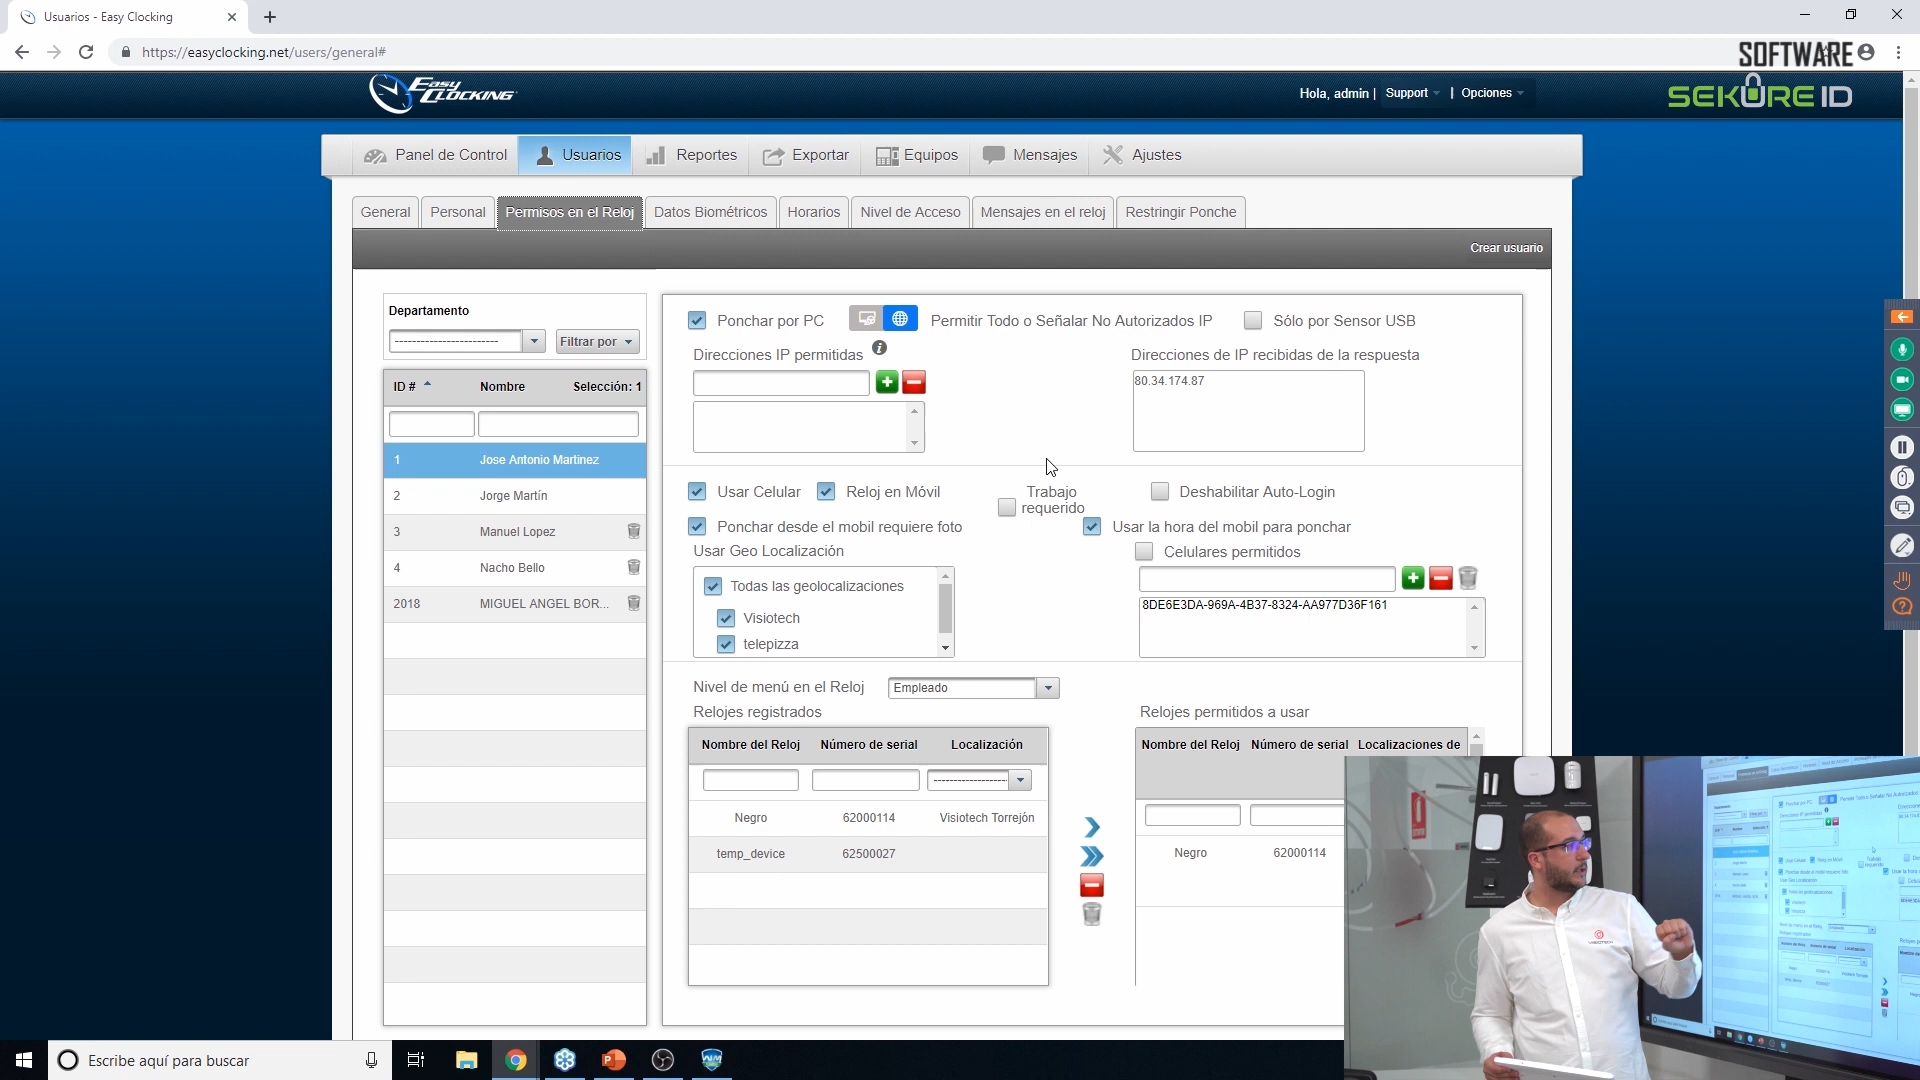 Usuarios - Easy Clocking
https://easyclocking.net/users/general#
SOFTWARE
EASY CLOCKING
Hola, admin | Support | Opciones
SEKURE ID
Panel de Control Usuarios Reportes Exportar Equipos Mensajes Ajustes
General Personal Permisos en el Reloj Datos Biométricos Horarios Nivel de Acceso Mensajes en el reloj Restringir Ponche
Crear usuario
Departamento
Filtrar por
ID # Nombre Selección: 1
1 Jose Antonio Martinez
2 Jorge Martín
3 Manuel Lopez
4 Nacho Bello
2018 MIGUEL ANGEL BOR...
Ponchar por PC Permitir Todo o Señalar No Autorizados IP Sólo por Sensor USB
Direcciones IP permitidas Direcciones de IP recibidas de la respuesta
80.34.174.87
Usar Celular Reloj en Móvil Trabajo requerido Deshabilitar Auto-Login
Ponchar desde el mobil requiere foto Usar la hora del mobil para ponchar
Usar Geo Localización Celulares permitidos
Todas las geolocalizaciones
Visiotech
telepizza
8DE6E3DA-969A-4B37-8324-AA977D36F161
Nivel de menú en el Reloj Empleado
Relojes registrados Relojes permitidos a usar
Nombre del Reloj Número de serial Localización
Negro 62000114 Visiotech Torrejón
temp_device 62500027
Nombre del Reloj Número de serial Localizaciones de
Negro 62000114
VISIOTECH
Escribe aquí para buscar